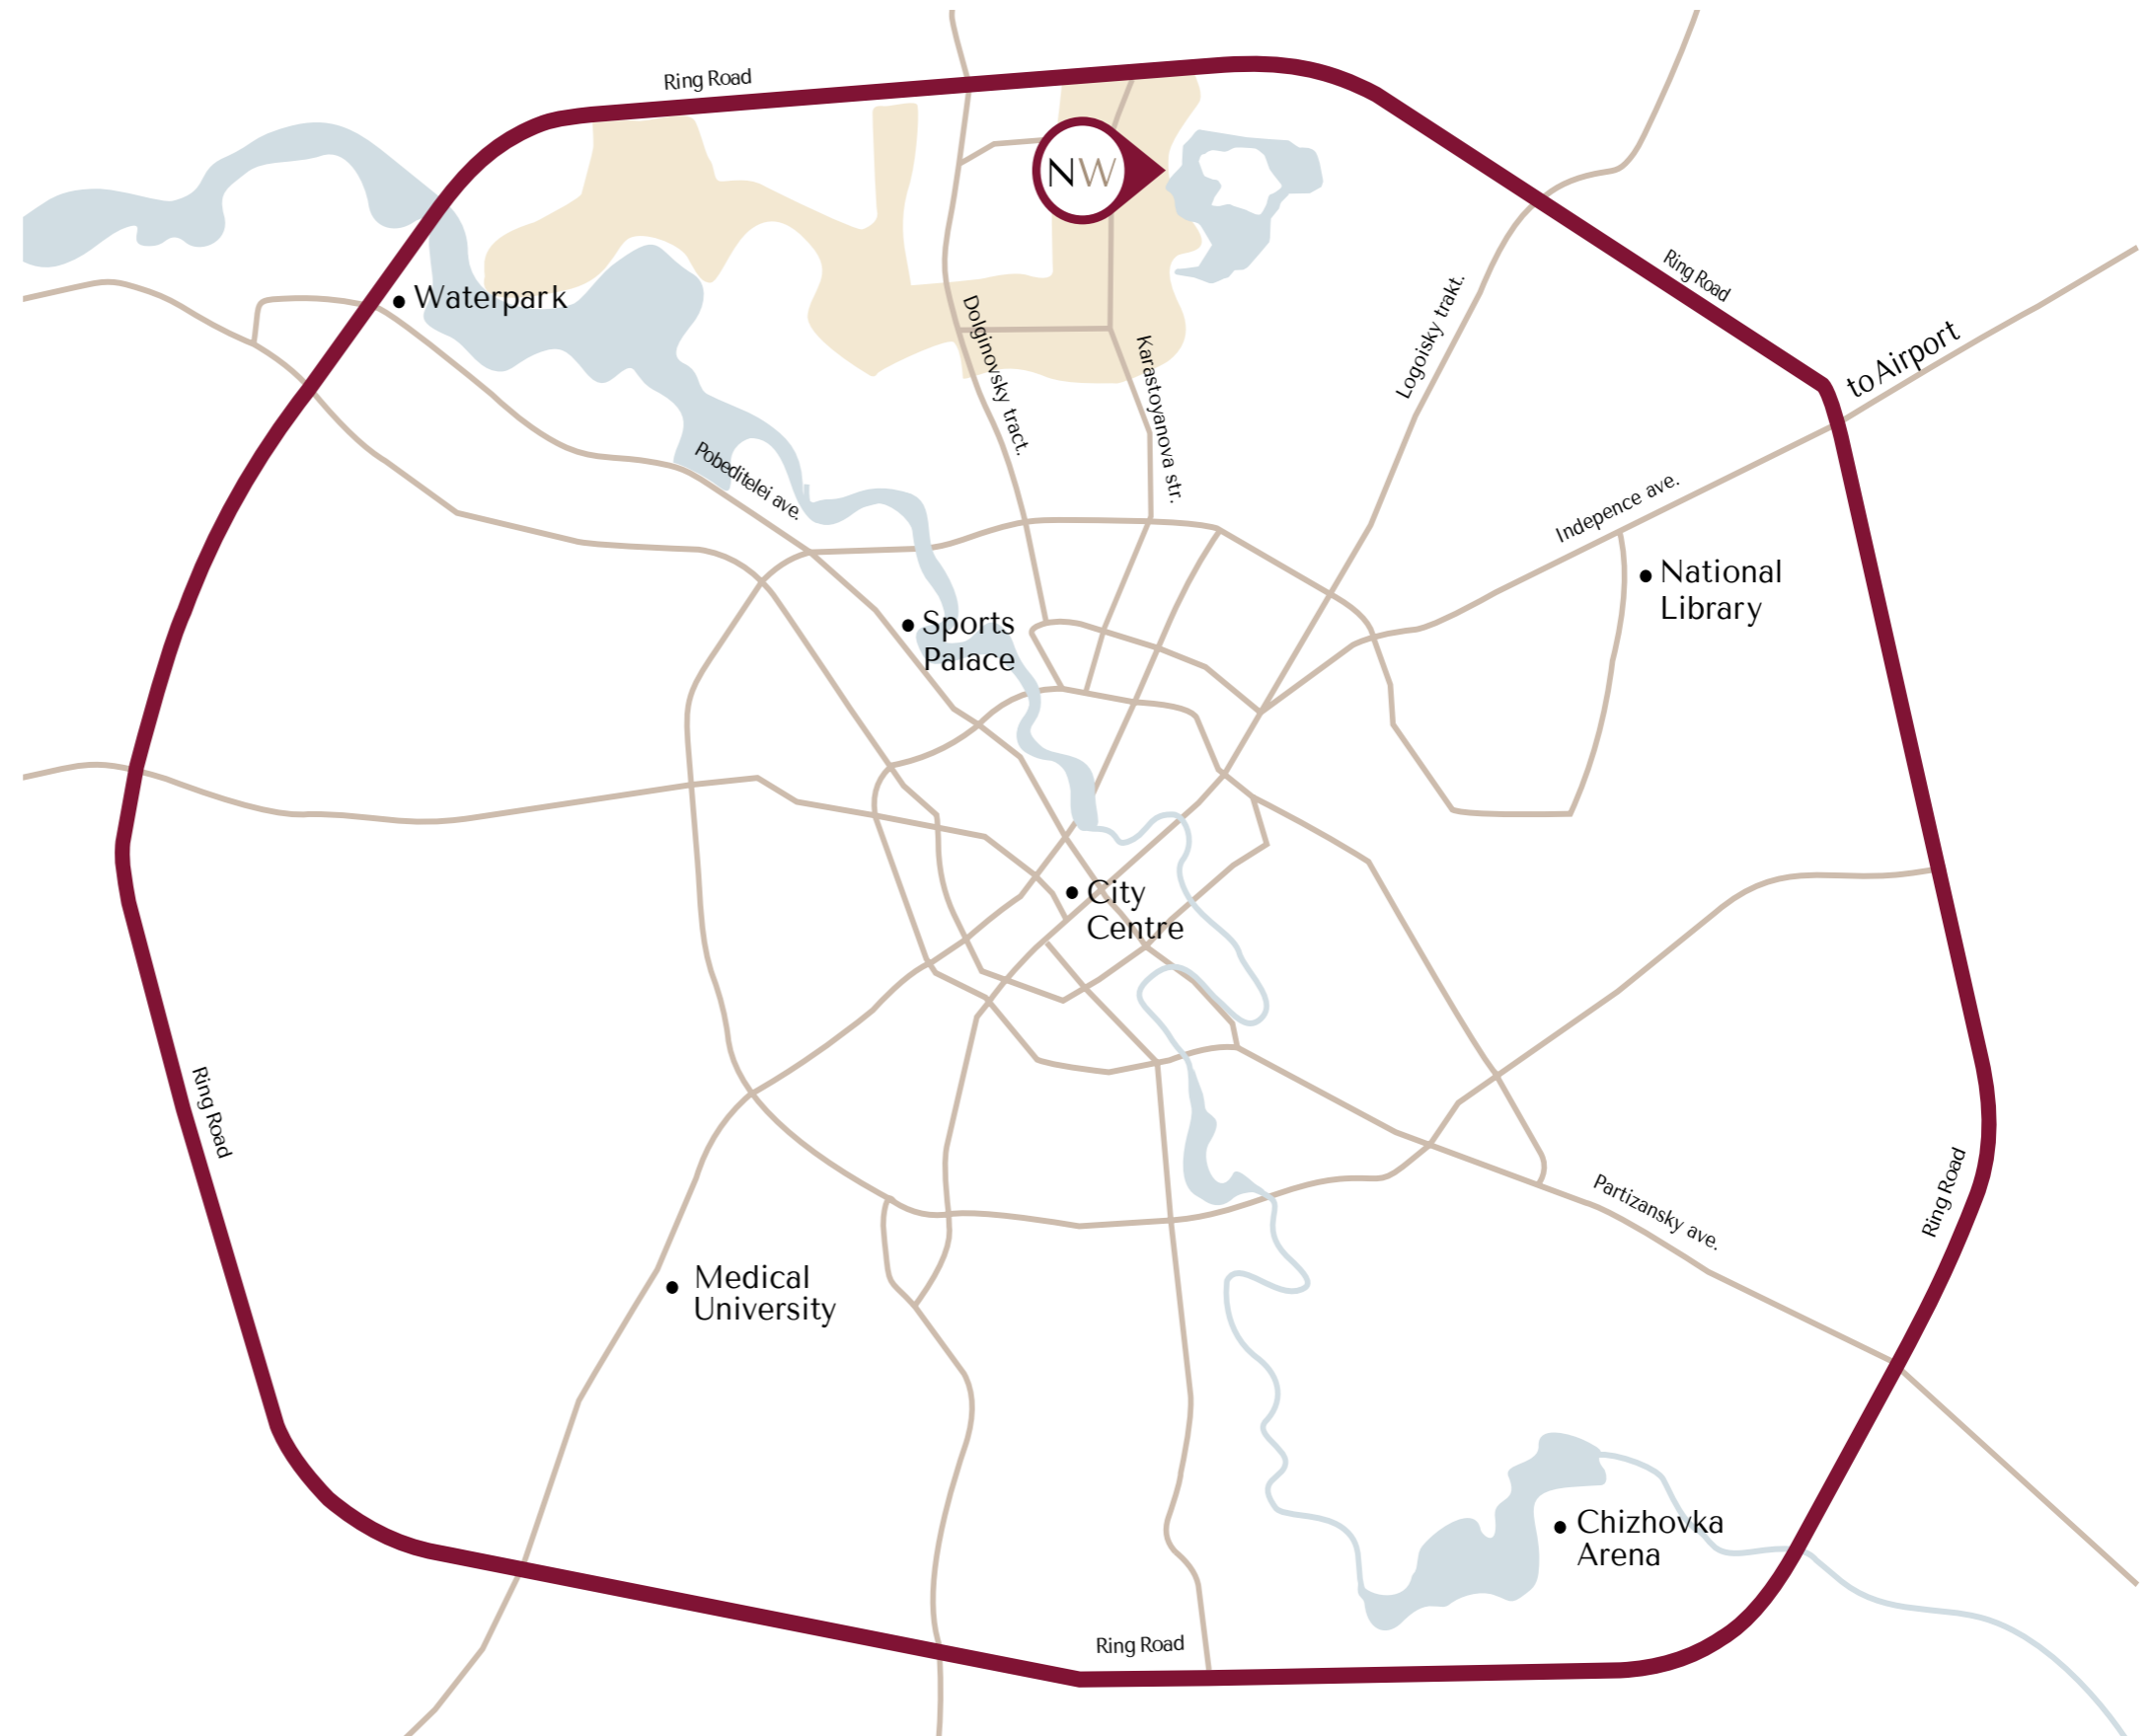 Ring Road
NW
Ring Road
Waterpark
Dolginovsky tract.
Karastoyanova str.
Logoisky trakt.
to Airport
Pobeditelei ave.
Indepence ave.
National
Library
Sports
Palace
City
Centre
Ring Road
Ring Road
Partizansky ave.
Medical
University
Chizhovka
Arena
Ring Road